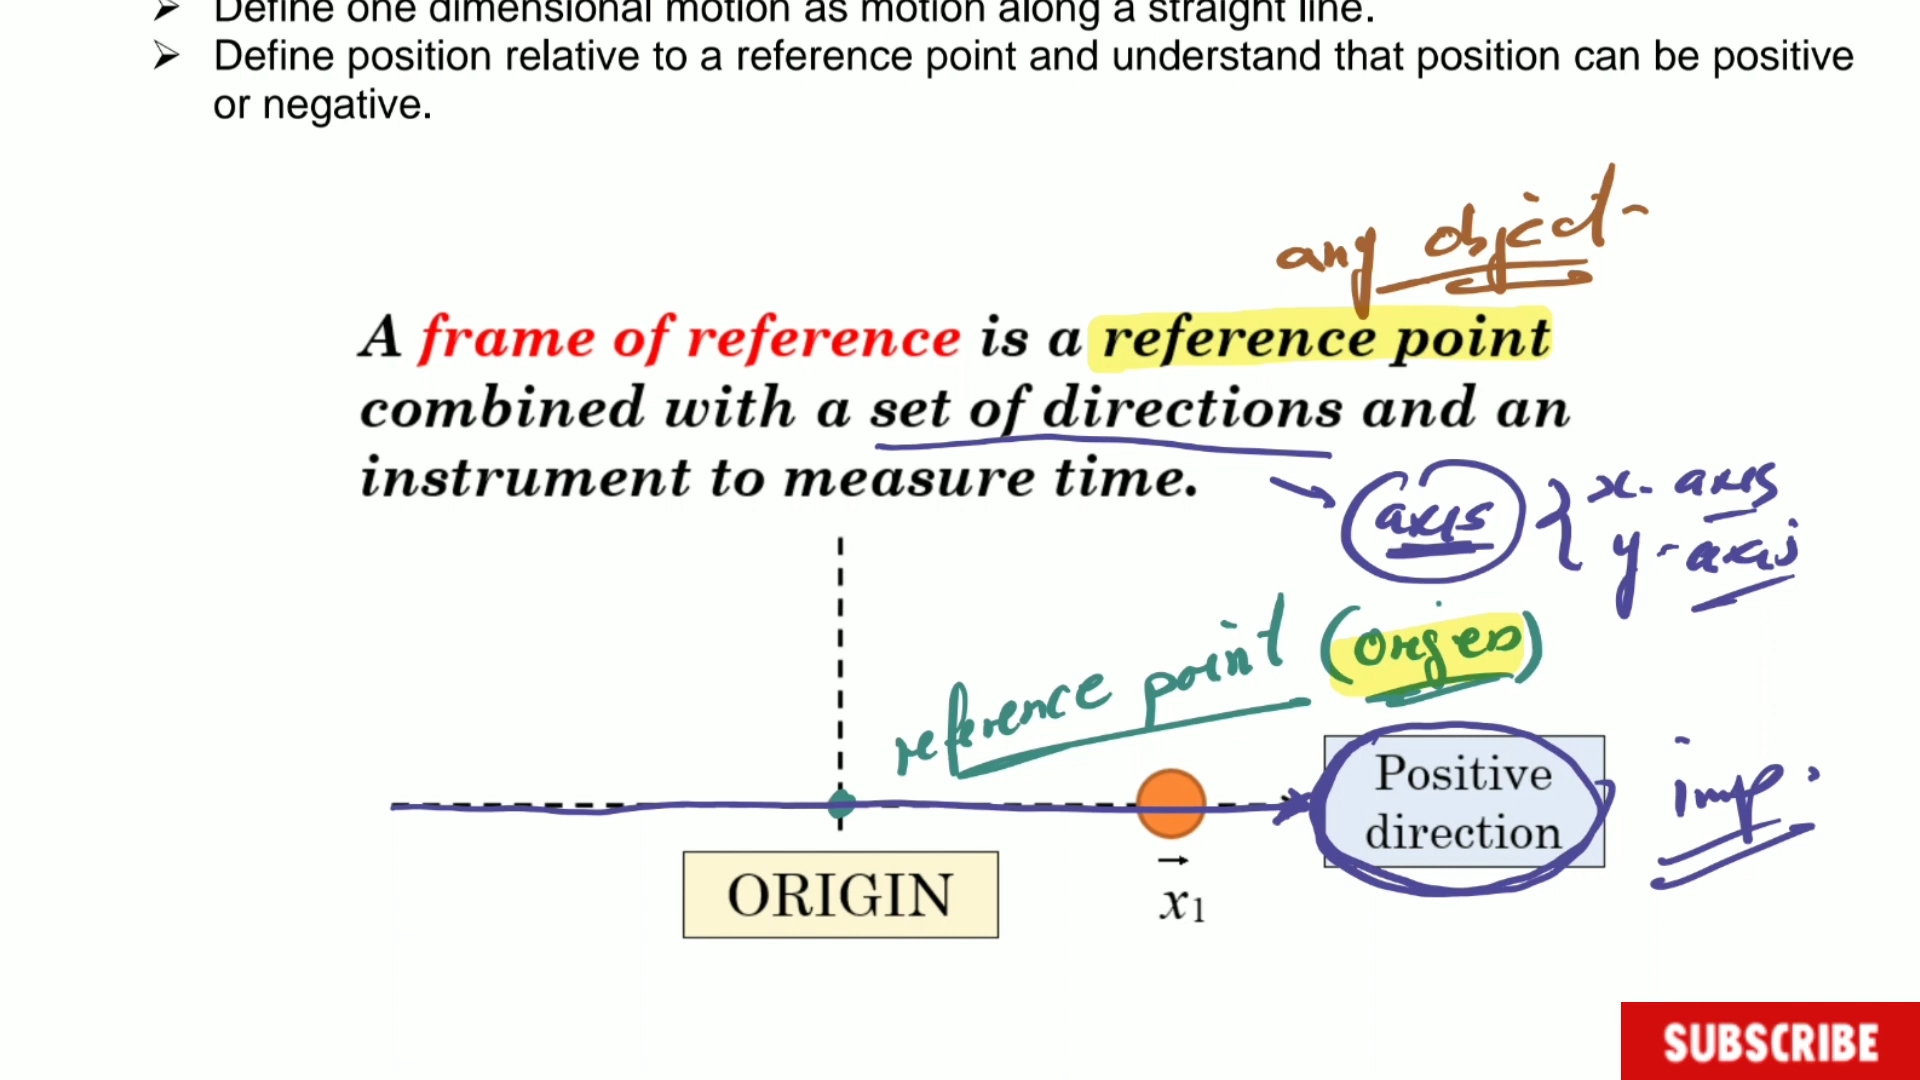 ➢ Define one dimensional motion as motion along a straight line.
➢ Define position relative to a reference point and understand that position can be positive
or negative.
any object
A frame of reference is a reference point
combined with a set of directions and an
instrument to measure time.
axis { x-axis
y-axis
reference point (origin)
Positive
direction
imp.
ORIGIN
x⃗1
SUBSCRIBE